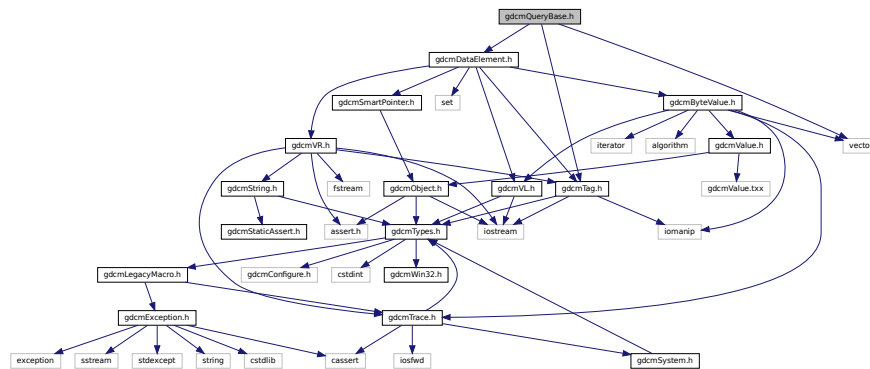 gdcmQueryBase.h
gdcmDataElement.h
gdcmSmartPointer.h
set
gdcmByteValue.h
gdcmVR.h
iterator
algorithm
gdcmValue.h
vecto
gdcmString.h
fstream
gdcmObject.h
gdcmVL.h
gdcmTag.h
gdcmValue.txx
gdcmStaticAssert.h
assert.h
gdcmTypes.h
iostream
iomanip
gdcmLegacyMacro.h
gdcmConfigure.h
cstdint
gdcmWin32.h
gdcmException.h
gdcmTrace.h
exception
sstream
stdexcept
string
cstdlib
cassert
iosfwd
gdcmSystem.h